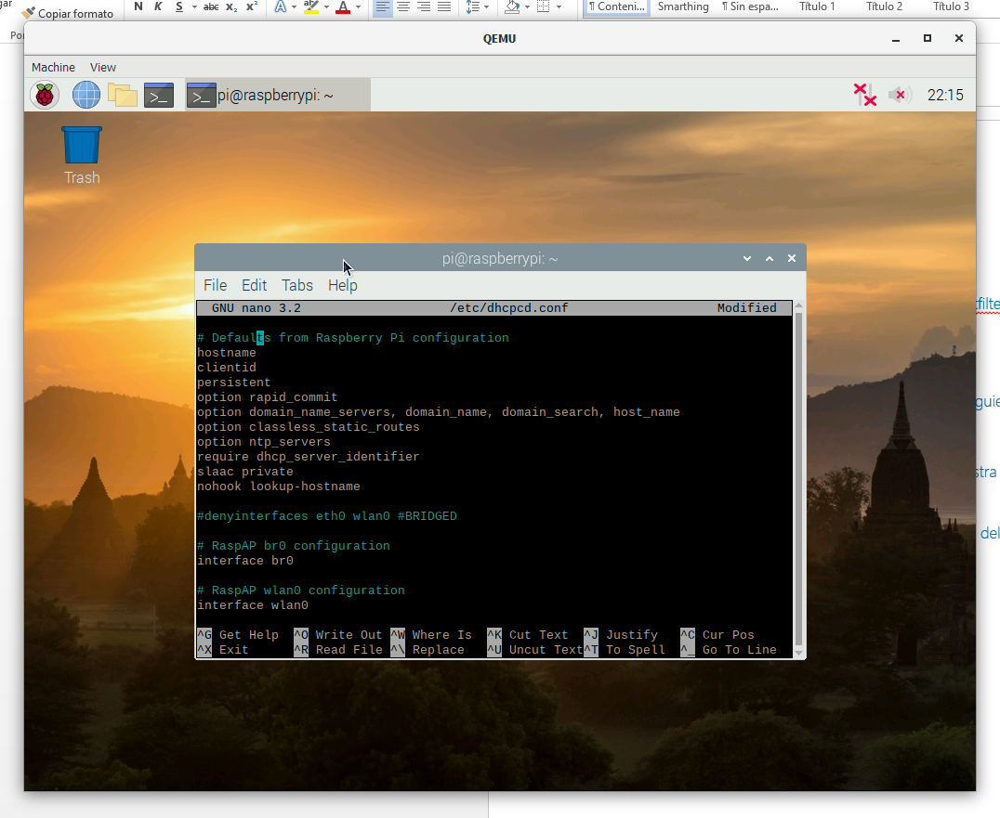 gar
Copiar formato
N K S abc x₂ x² A ab A
¶ Conteni... Smarthing ¶ Sin espa... Título 1 Título 2 Título 3
Por
QEMU
Machine View
>_ >_ pi@raspberrypi: ~ 22:15
Trash
pi@raspberrypi: ~
File Edit Tabs Help
GNU nano 3.2 /etc/dhcpcd.conf Modified
# Defaults from Raspberry Pi configuration
hostname
clientid
persistent
option rapid_commit
option domain_name_servers, domain_name, domain_search, host_name
option classless_static_routes
option ntp_servers
require dhcp_server_identifier
slaac private
nohook lookup-hostname
#denyinterfaces eth0 wlan0 #BRIDGED
# RaspAP br0 configuration
interface br0
# RaspAP wlan0 configuration
interface wlan0
^G Get Help ^O Write Out ^W Where Is ^K Cut Text ^J Justify ^C Cur Pos
^X Exit ^R Read File ^\ Replace ^U Uncut Text ^T To Spell ^_ Go To Line
tfilte
guie
stra
del